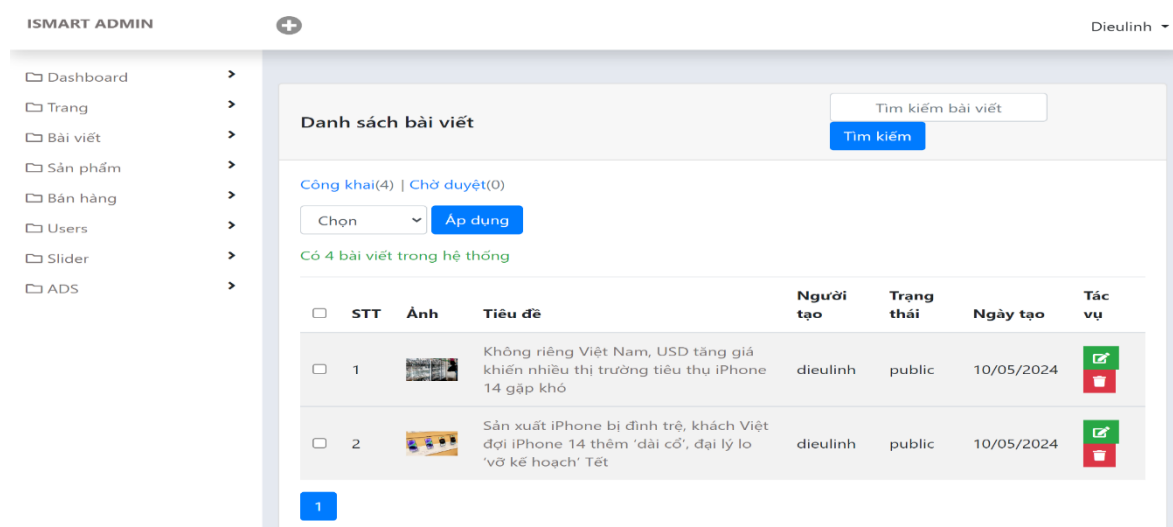 ISMART ADMIN
Dieulinh
Dashboard
Trang
Bài viết
Sản phẩm
Bán hàng
Users
Slider
ADS
Danh sách bài viết
Tìm kiếm bài viết
Tìm kiếm
Công khai(4) | Chờ duyệt(0)
Chọn
Áp dụng
Có 4 bài viết trong hệ thống
STT Ảnh Tiêu đề Người tạo Trạng thái Ngày tạo Tác vụ
1
Không riêng Việt Nam, USD tăng giá
khiến nhiều thị trường tiêu thụ iPhone
14 gặp khó
dieulinh public 10/05/2024
2
Sản xuất iPhone bị đình trệ, khách Việt
đợi iPhone 14 thêm ‘dài cổ’, đại lý lo
‘vỡ kế hoạch’ Tết
dieulinh public 10/05/2024
1